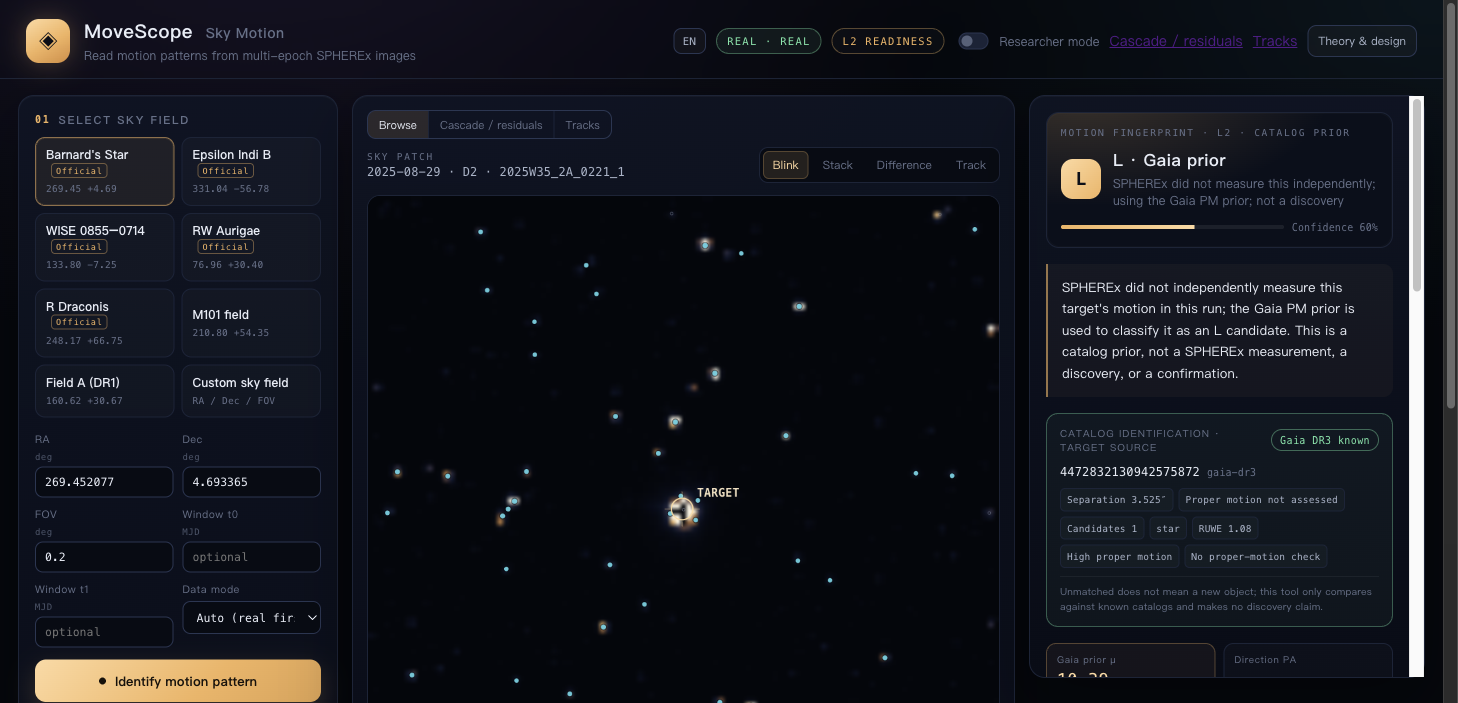 MoveScope Sky Motion
Read motion patterns from multi-epoch SPHEREx images
EN
REAL · REAL
L2 READINESS
Researcher mode
Cascade / residuals
Tracks
Theory & design
01 SELECT SKY FIELD
Barnard's Star
Official
269.45 +4.69
Epsilon Indi B
Official
331.04 −56.78
WISE 0855−0714
Official
133.80 −7.25
RW Aurigae
Official
76.96 +30.40
R Draconis
Official
248.17 +66.75
M101 field
210.80 +54.35
Field A (DR1)
160.62 +30.67
Custom sky field
RA / Dec / FOV
RA
deg
269.452077
Dec
deg
4.693365
FOV
deg
0.2
Window t0
MJD
optional
Window t1
MJD
optional
Data mode
Auto (real fir
Identify motion pattern
Browse
Cascade / residuals
Tracks
SKY PATCH
2025-08-29 · D2 · 2025W35_2A_0221_1
Blink
Stack
Difference
Track
TARGET
MOTION FINGERPRINT · L2 · CATALOG PRIOR
L
L · Gaia prior
SPHEREx did not measure this independently;
using the Gaia PM prior; not a discovery
Confidence 60%
SPHEREx did not independently measure this
target's motion in this run; the Gaia PM prior is
used to classify it as an L candidate. This is a
catalog prior, not a SPHEREx measurement, a
discovery, or a confirmation.
CATALOG IDENTIFICATION ·
TARGET SOURCE
Gaia DR3 known
4472832130942575872 gaia-dr3
Separation 3.525″
Proper motion not assessed
Candidates 1
star
RUWE 1.08
High proper motion
No proper-motion check
Unmatched does not mean a new object; this tool only compares
against known catalogs and makes no discovery claim.
Gaia prior μ
Direction PA